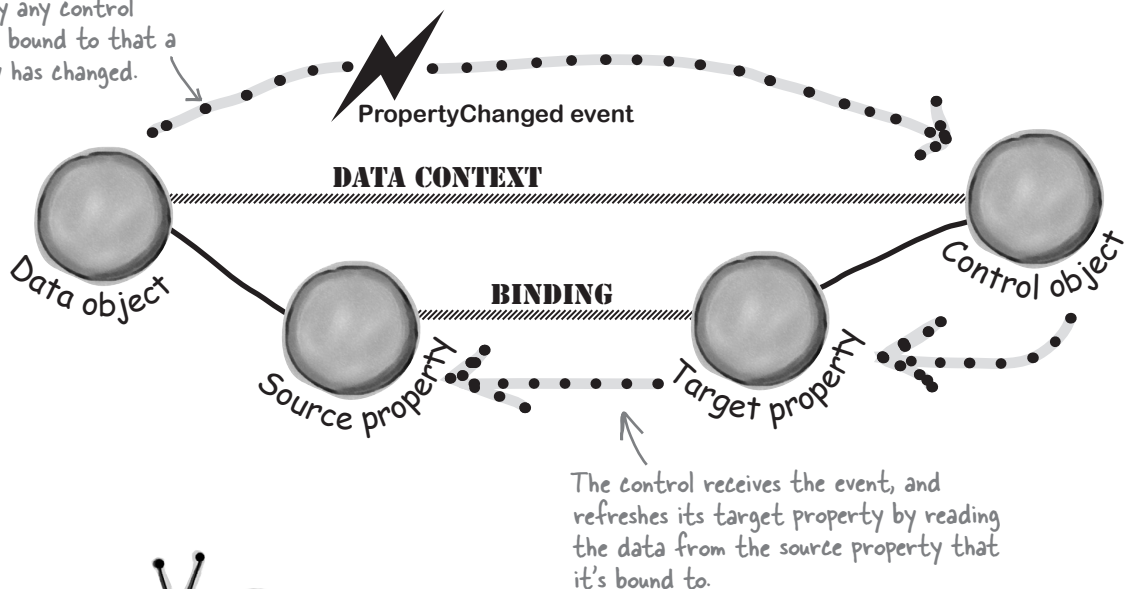 y any control
bound to that a
has changed.
PropertyChanged event
DATA CONTEXT
Data object
Control object
BINDING
Source property
Target property
The control receives the event, and
refreshes its target property by reading
the data from the source property that
it's bound to.